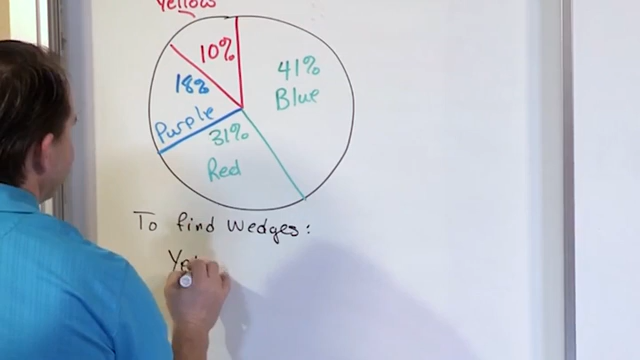 Yellow
10%
41%
Blue
18%
Purple
31%
Red
To find Wedges: